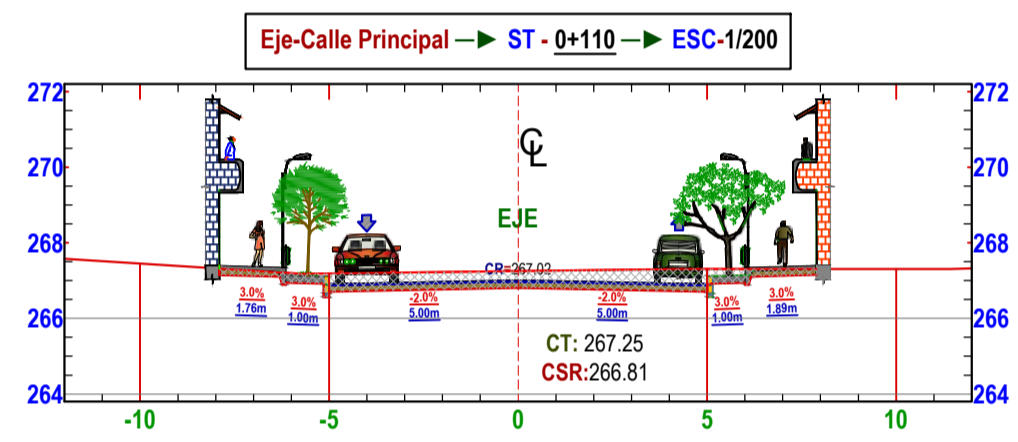 Eje-Calle Principal ST - 0+110 ESC-1/200
272 272
270 270
CL
EJE
268 268
CR=267.02
3.0% 3.0% -2.0% -2.0% 3.0% 3.0%
1.76m 1.00m 5.00m 5.00m 1.00m 1.89m
266 266
CT: 267.25
CSR:266.81
264 264
-10 -5 0 5 10